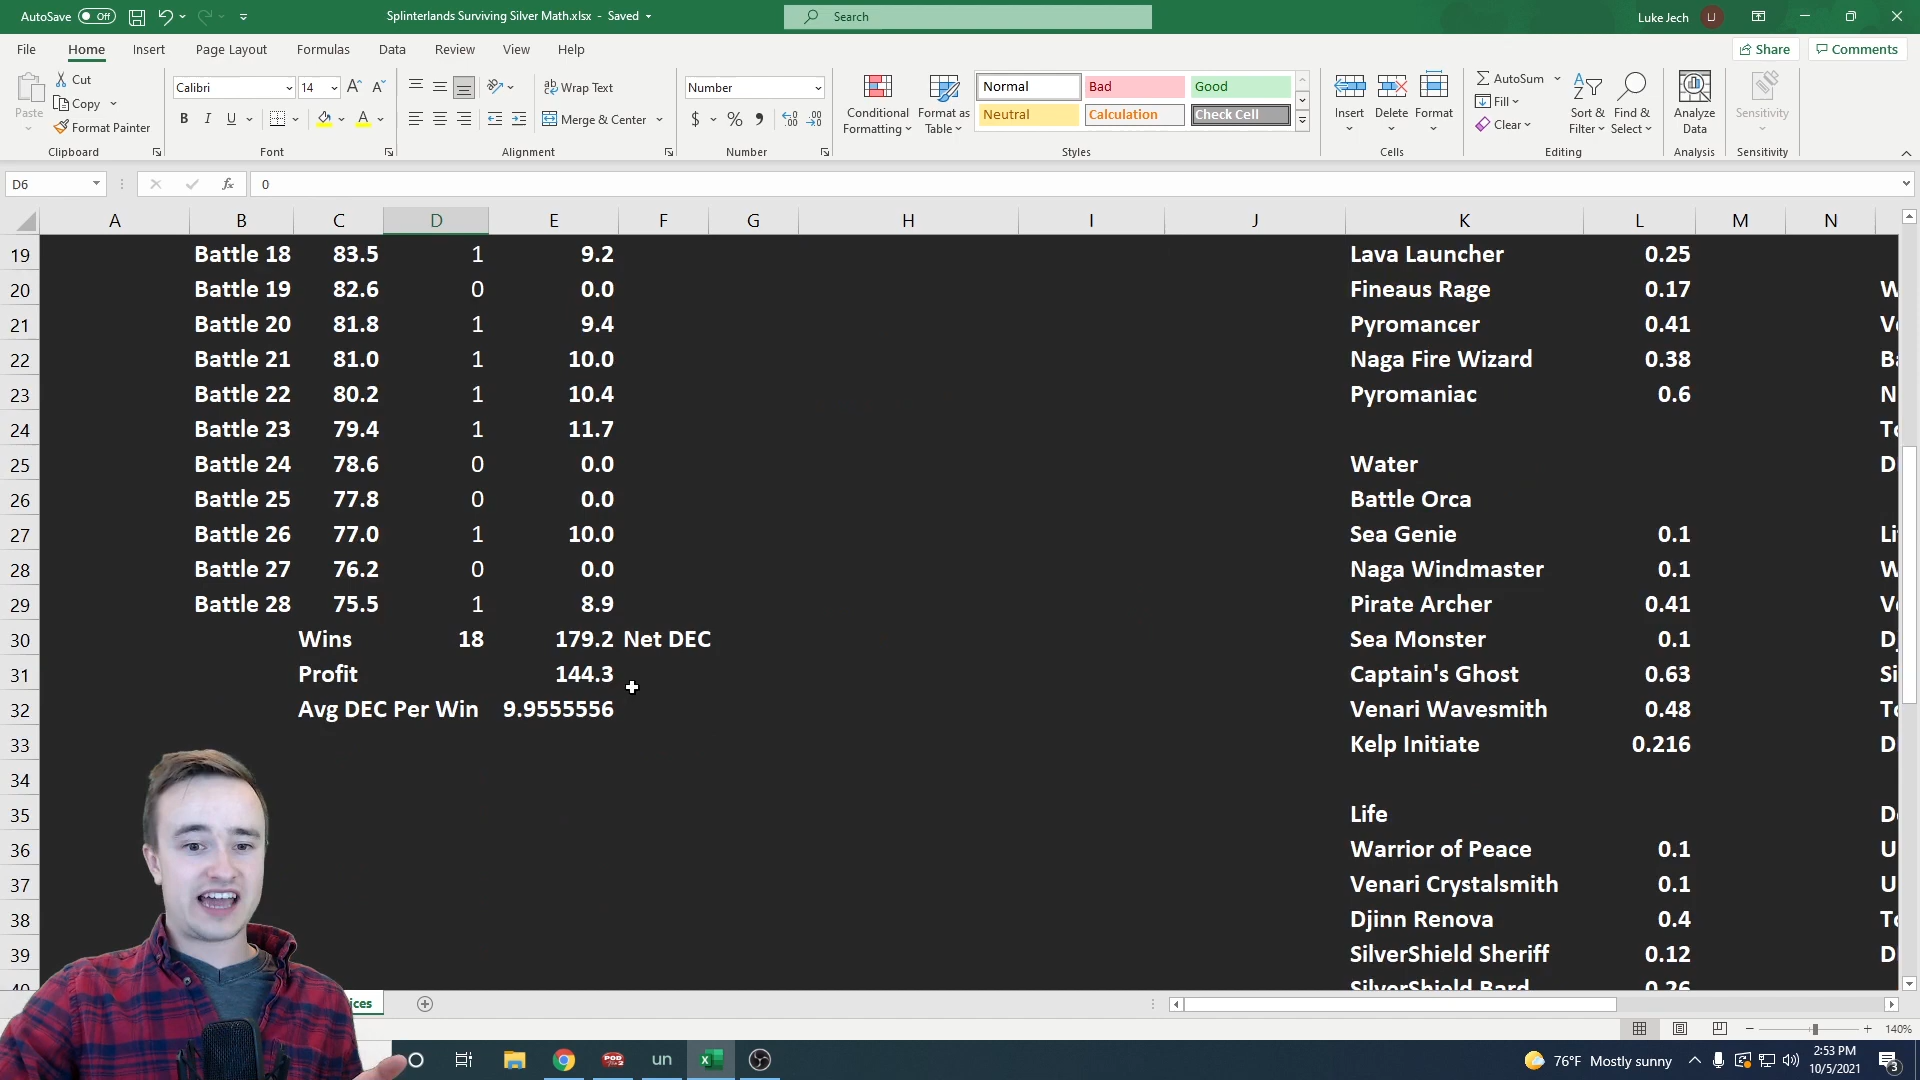 AutoSave Off Splinterlands Surviving Silver Math.xlsx - Saved Search Luke Jech LJ
File Home Insert Page Layout Formulas Data Review View Help Share Comments
Paste Cut Copy Format Painter Clipboard
Calibri 14 B I U A A Font
Wrap Text Merge & Center Alignment
Number $ % Number
Conditional Formatting Format as Table Normal Bad Good Neutral Calculation Check Cell Styles
Insert Delete Format Cells
AutoSum Fill Clear Sort & Filter Find & Select Editing
Analyze Data Analysis Sensitivity Sensitivity
D6 fx 0
A B C D E F G H I J K L M N
19 Battle 18 83.5 1 9.2 Lava Launcher 0.25
20 Battle 19 82.6 0 0.0 Fineaus Rage 0.17 W
21 Battle 20 81.8 1 9.4 Pyromancer 0.41
22 Battle 21 81.0 1 10.0 Naga Fire Wizard 0.38
23 Battle 22 80.2 1 10.4 Pyromaniac 0.6 N
24 Battle 23 79.4 1 11.7
25 Battle 24 78.6 0 0.0 Water D
26 Battle 25 77.8 0 0.0 Battle Orca
27 Battle 26 77.0 1 10.0 Sea Genie 0.1
28 Battle 27 76.2 0 0.0 Naga Windmaster 0.1 W
29 Battle 28 75.5 1 8.9 Pirate Archer 0.41
30 Wins 18 179.2 Net DEC Sea Monster 0.1
31 Profit 144.3 Captain's Ghost 0.63
32 Avg DEC Per Win 9.9555556 Venari Wavesmith 0.48
33 Kelp Initiate 0.216
34
35 Life
36 Warrior of Peace 0.1 U
37 Venari Crystalsmith 0.1 U
38 Djinn Renova 0.4
39 SilverShield Sheriff 0.12 D
40 SilverShield Bard 0.26
ices
140%
un 76°F Mostly sunny 2:53 PM
10/5/2021 3